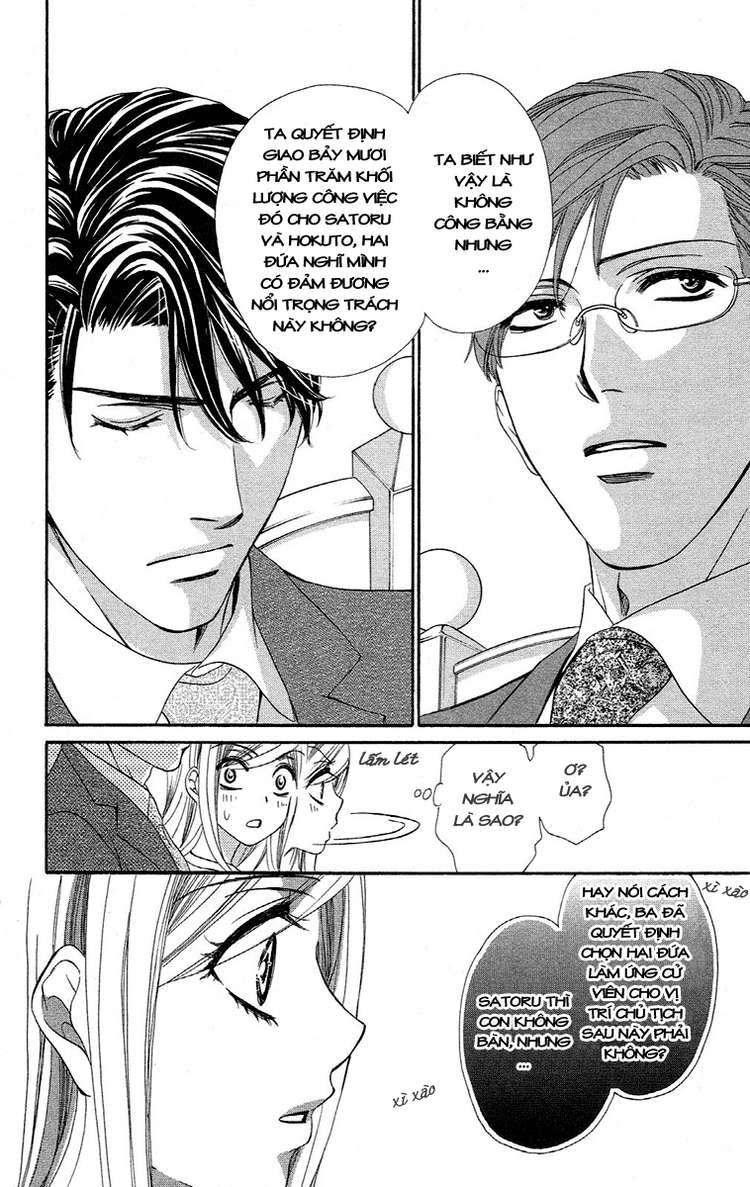 TA BIẾT NHƯ
VẬY LÀ
KHÔNG
CÔNG BẰNG
NHƯNG
...
TA QUYẾT ĐỊNH
GIAO BẢY MƯƠI
PHẦN TRĂM KHỐI
LƯỢNG CÔNG VIỆC
ĐÓ CHO SATORU
VÀ HOKUTO, HAI
ĐỨA NGHĨ MÌNH
CÓ ĐẢM ĐƯƠNG
NỔI TRỌNG TRÁCH
NÀY KHÔNG?
Ơ?
ỦA?
VẬY
NGHĨA
LÀ SAO?
lấm lét
xì xào
HAY NÓI CÁCH
KHÁC, BA ĐÃ
QUYẾT ĐỊNH
CHỌN HAI ĐỨA
LÀM ỨNG CỬ
VIÊN CHO VỊ
TRÍ CHỦ TỊCH
SAU NÀY PHẢI
KHÔNG?
SATORU THÌ
CON KHÔNG
BÀN, NHƯNG
...
xì xào